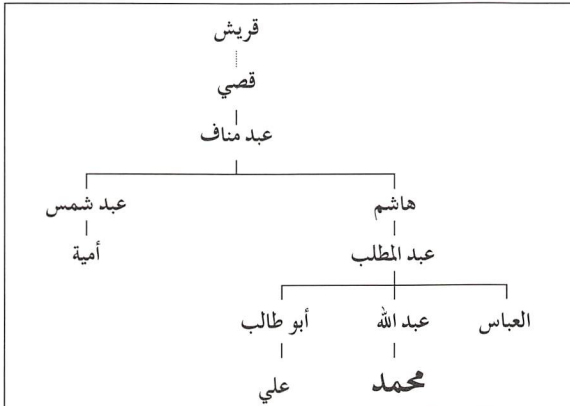 قريش
قصي
عبد مناف
هاشم عبد شمس
عبد المطلب أمية
العباس عبد الله أبو طالب
محمد علي